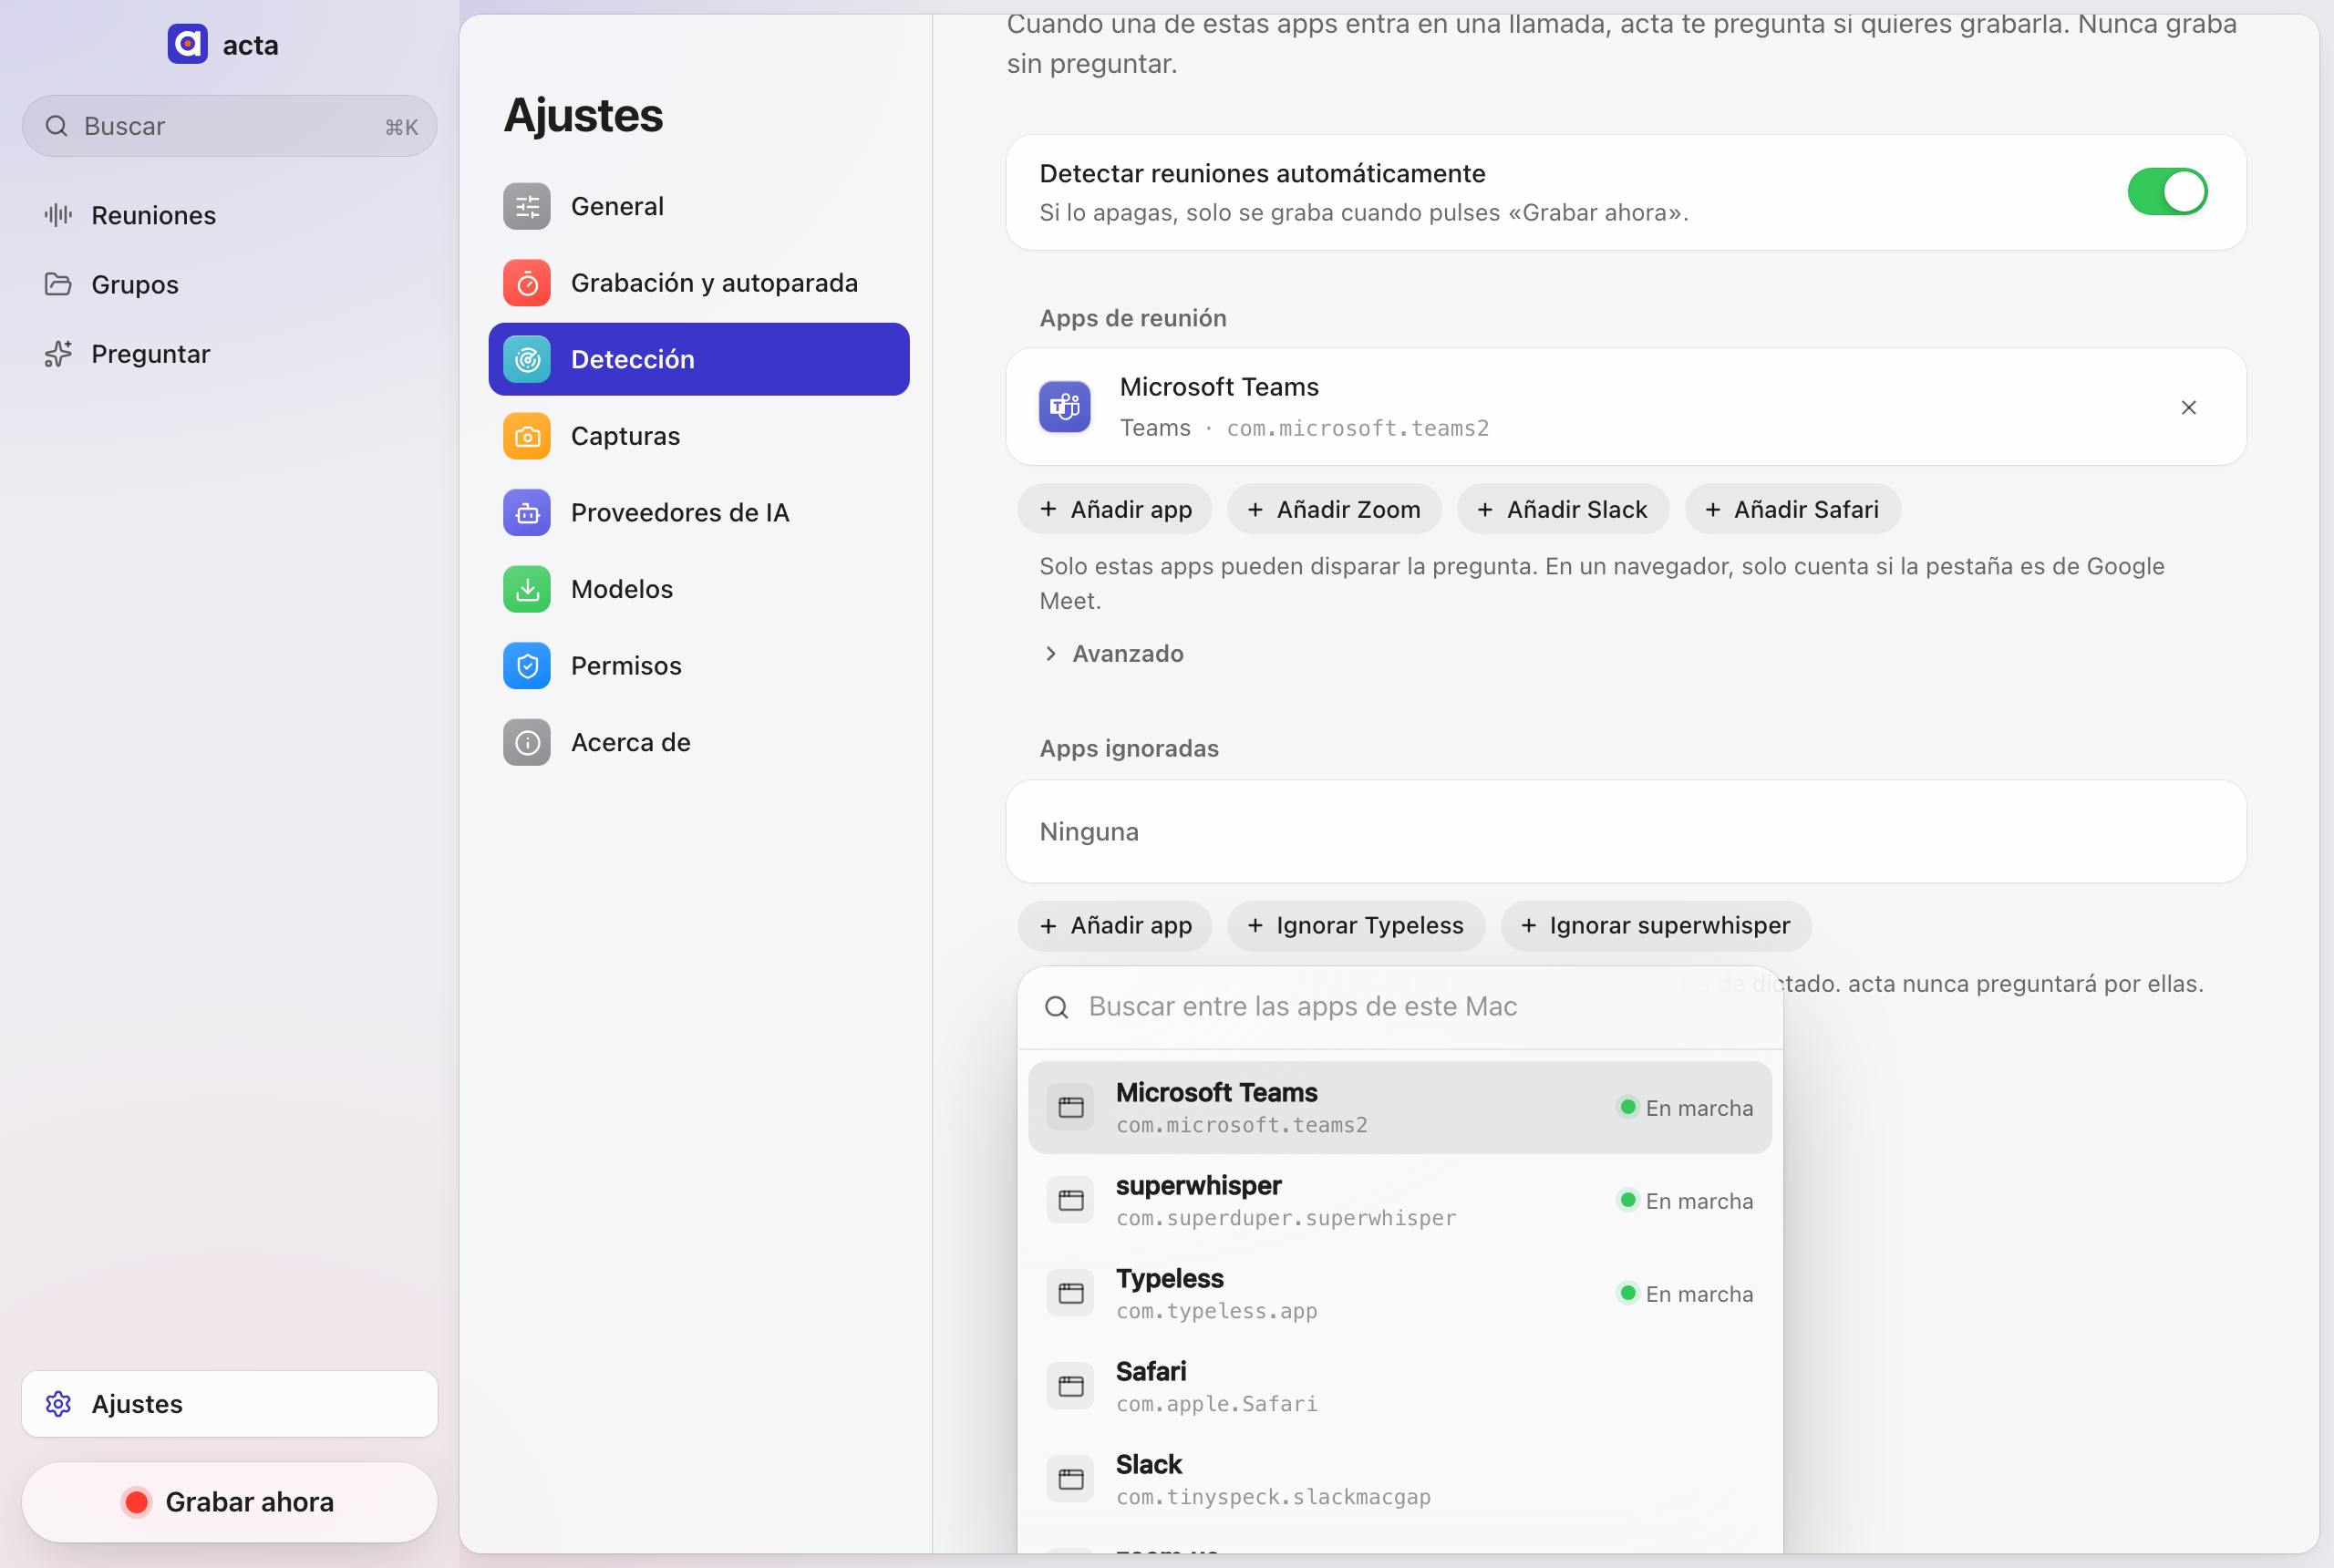 acta
Buscar ⌘K
Reuniones
Grupos
Preguntar
Ajustes
Grabar ahora
Ajustes
General
Grabación y autoparada
Detección
Capturas
Proveedores de IA
Modelos
Permisos
Acerca de
Cuando una de estas apps entra en una llamada, acta te pregunta si quieres grabarla. Nunca graba
sin preguntar.
Detectar reuniones automáticamente
Si lo apagas, solo se graba cuando pulses «Grabar ahora».
Apps de reunión
Microsoft Teams
Teams · com.microsoft.teams2
+ Añadir app + Añadir Zoom + Añadir Slack + Añadir Safari
Solo estas apps pueden disparar la pregunta. En un navegador, solo cuenta si la pestaña es de Google
Meet.
Avanzado
Apps ignoradas
Ninguna
+ Añadir app + Ignorar Typeless + Ignorar superwhisper
de dictado. acta nunca preguntará por ellas.
Buscar entre las apps de este Mac
Microsoft Teams
com.microsoft.teams2
En marcha
superwhisper
com.superduper.superwhisper
En marcha
Typeless
com.typeless.app
En marcha
Safari
com.apple.Safari
Slack
com.tinyspeck.slackmacgap